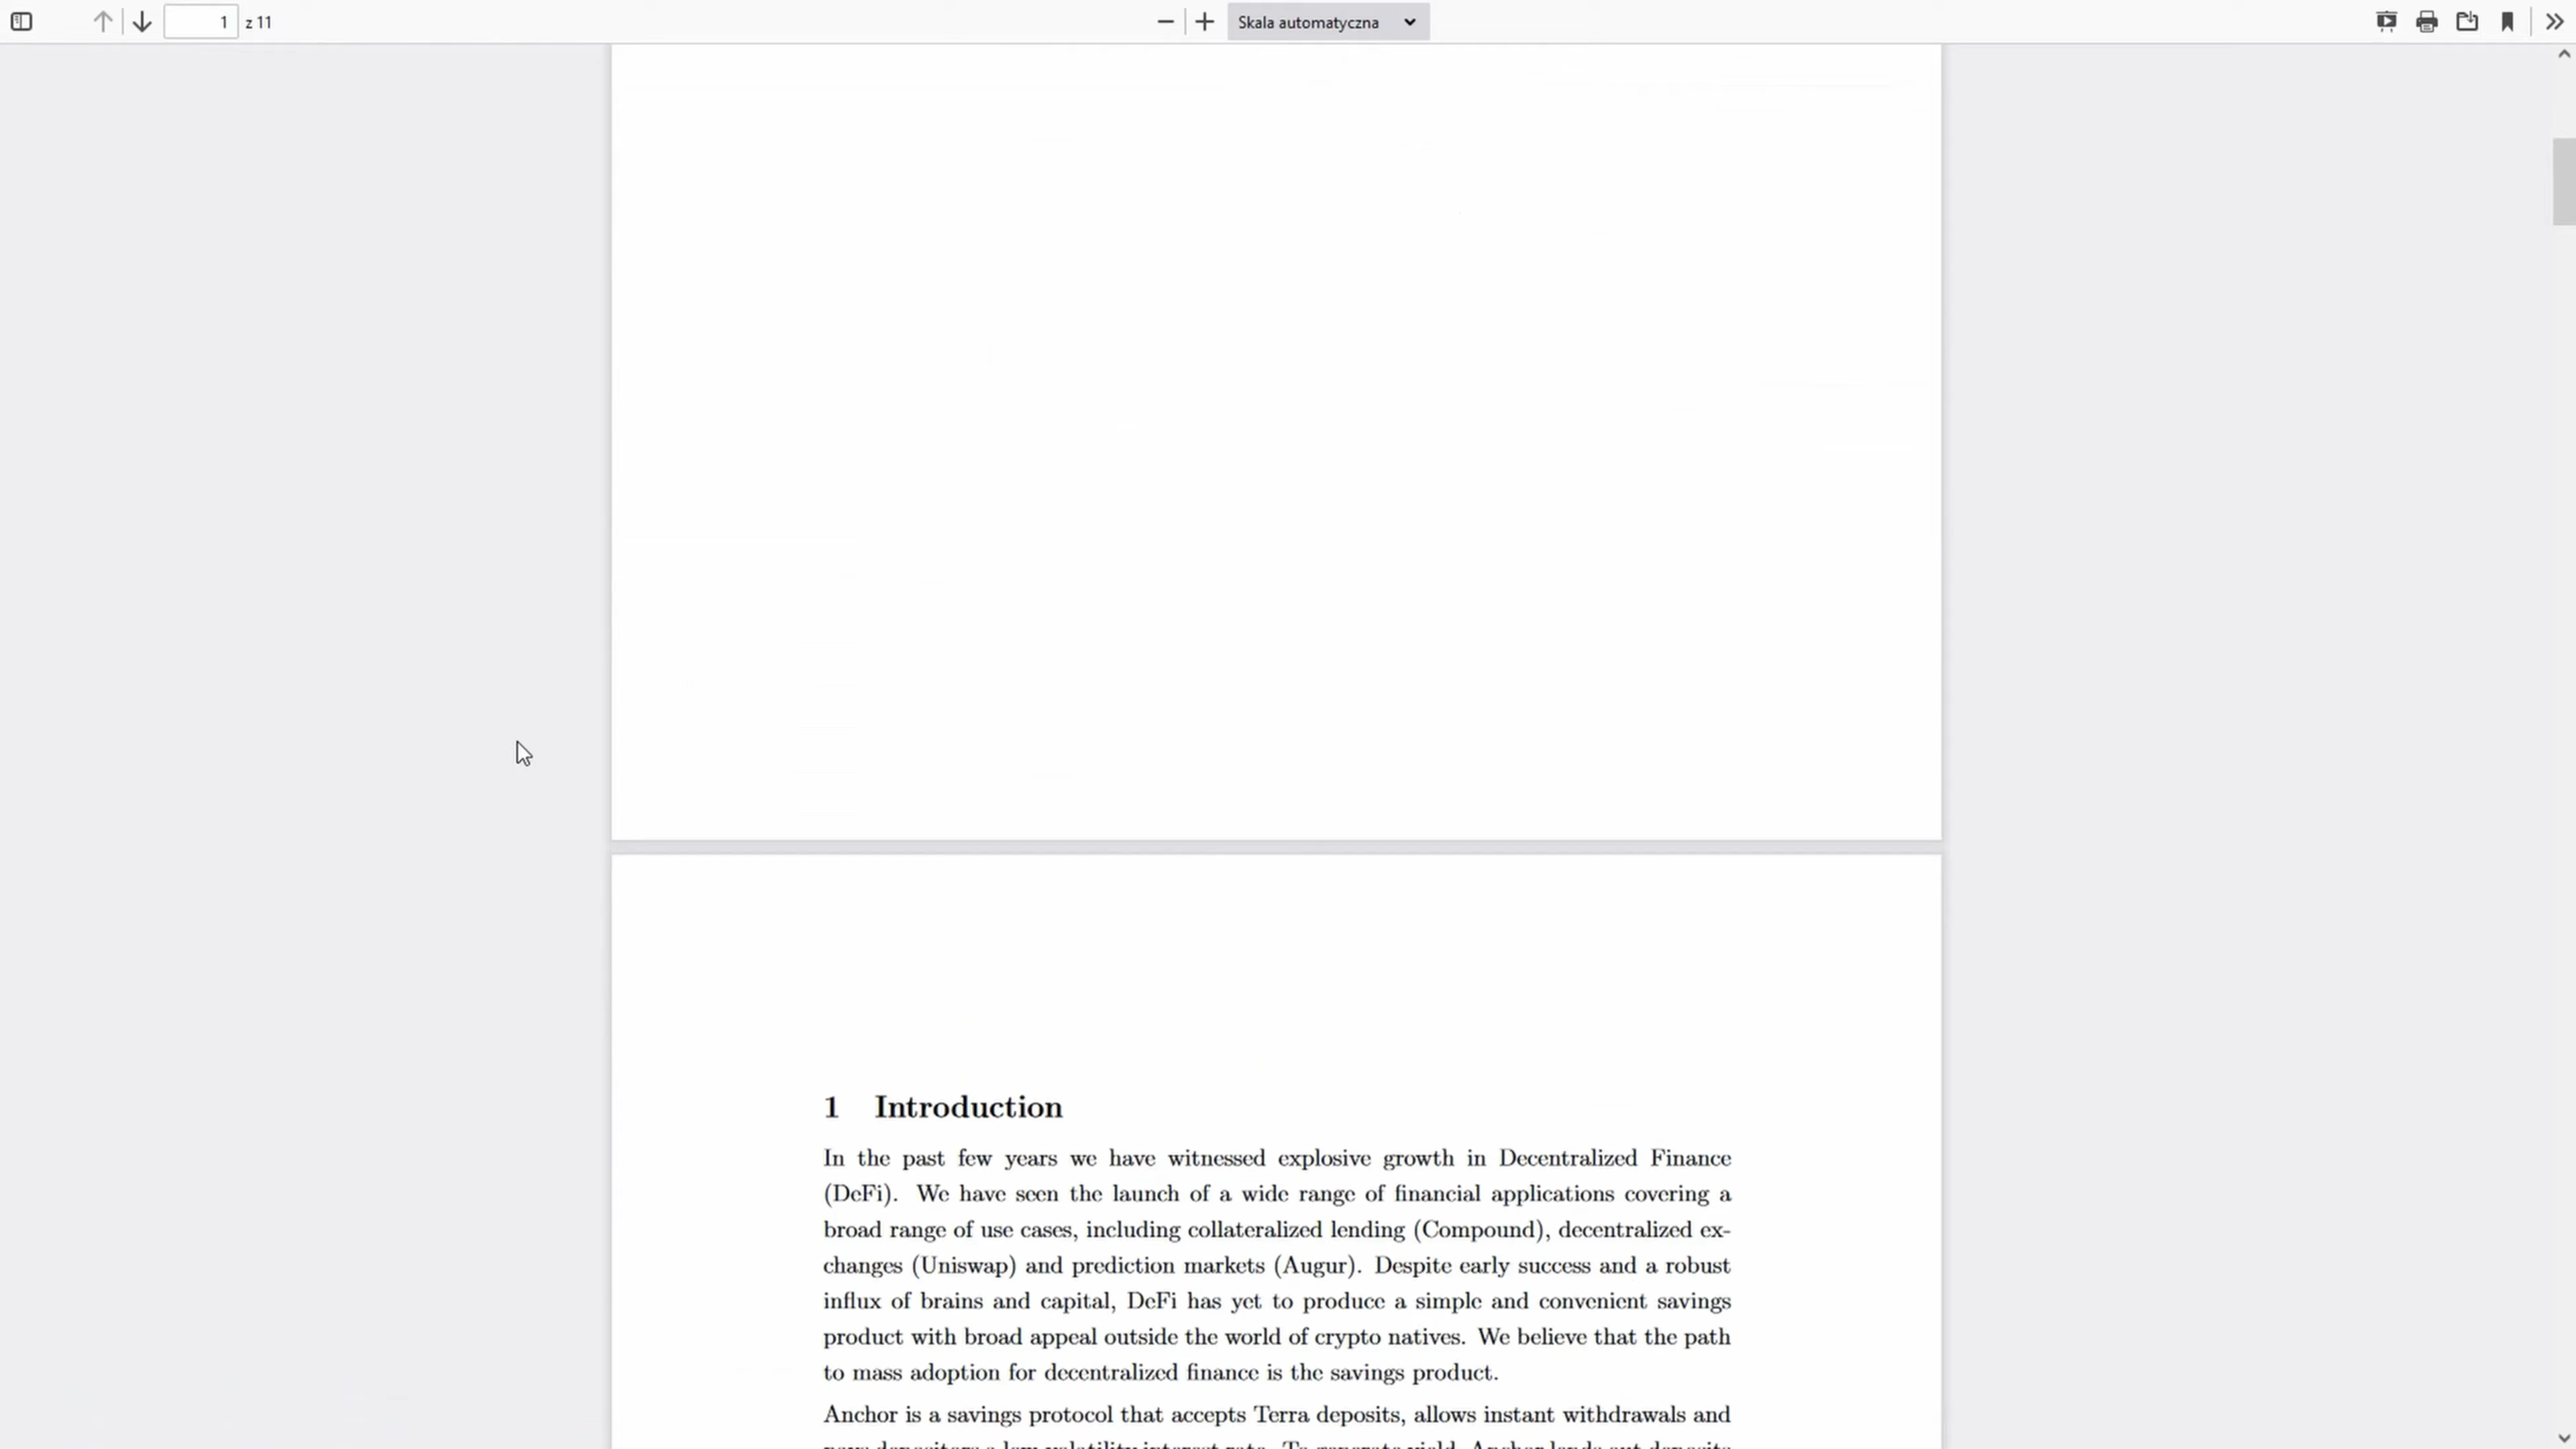 1 z 11 Skala automatyczna
1 Introduction
In the past few years we have witnessed explosive growth in Decentralized Finance
(DeFi). We have seen the launch of a wide range of financial applications covering a
broad range of use cases, including collateralized lending (Compound), decentralized ex-
changes (Uniswap) and prediction markets (Augur). Despite early success and a robust
influx of brains and capital, DeFi has yet to produce a simple and convenient savings
product with broad appeal outside the world of crypto natives. We believe that the path
to mass adoption for decentralized finance is the savings product.
Anchor is a savings protocol that accepts Terra deposits, allows instant withdrawals and